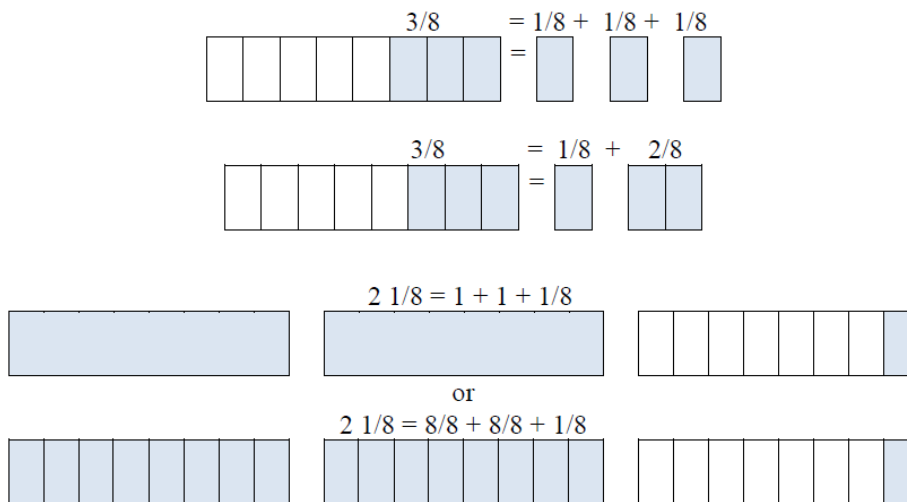 3/8 = 1/8 + 1/8 + 1/8
=
3/8 = 1/8 + 2/8
=
2 1/8 = 1 + 1 + 1/8
or
2 1/8 = 8/8 + 8/8 + 1/8